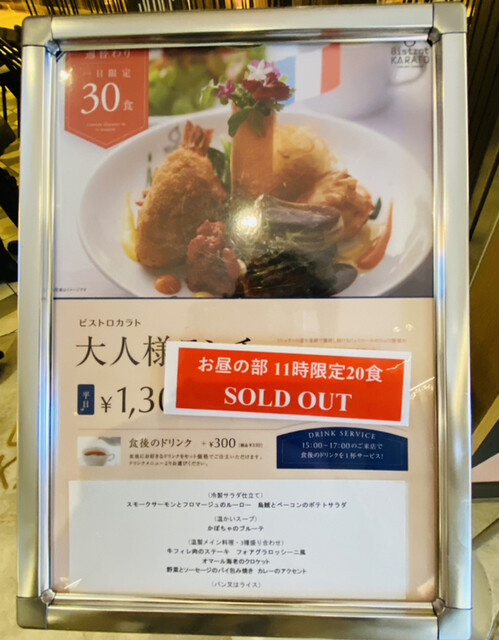 週替わり
一日限定
30食
Bistrot
KARATO
ビストロカラト
大人様
平日
¥1,30
お昼の部 11時限定20食
SOLD OUT
食後のドリンク +¥300
DRINK SERVICE
15:00~17:00のご来店で
食後のドリンクを1杯サービス!
〈冷製サラダ仕立て〉
スモークサーモンとフロマージュのルーロー 鳥賊とベーコンのポテトサラダ
〈温かいスープ〉
かぼちゃのブルーテ
〈温製メイン料理・3種盛り合わせ〉
牛フィレ肉のステーキ フォアグラロッシーニ風
オマール海老のクロケット
野菜とソーセージのパイ包み焼き カレーのアクセント
〈パン又はライス〉